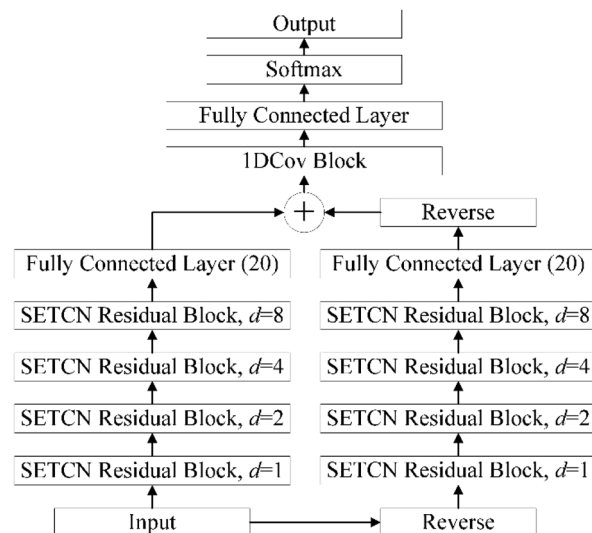 Output
Softmax
Fully Connected Layer
1DCov Block
+
Reverse
Fully Connected Layer (20)
Fully Connected Layer (20)
SETCN Residual Block, d=8
SETCN Residual Block, d=8
SETCN Residual Block, d=4
SETCN Residual Block, d=4
SETCN Residual Block, d=2
SETCN Residual Block, d=2
SETCN Residual Block, d=1
SETCN Residual Block, d=1
Input
Reverse